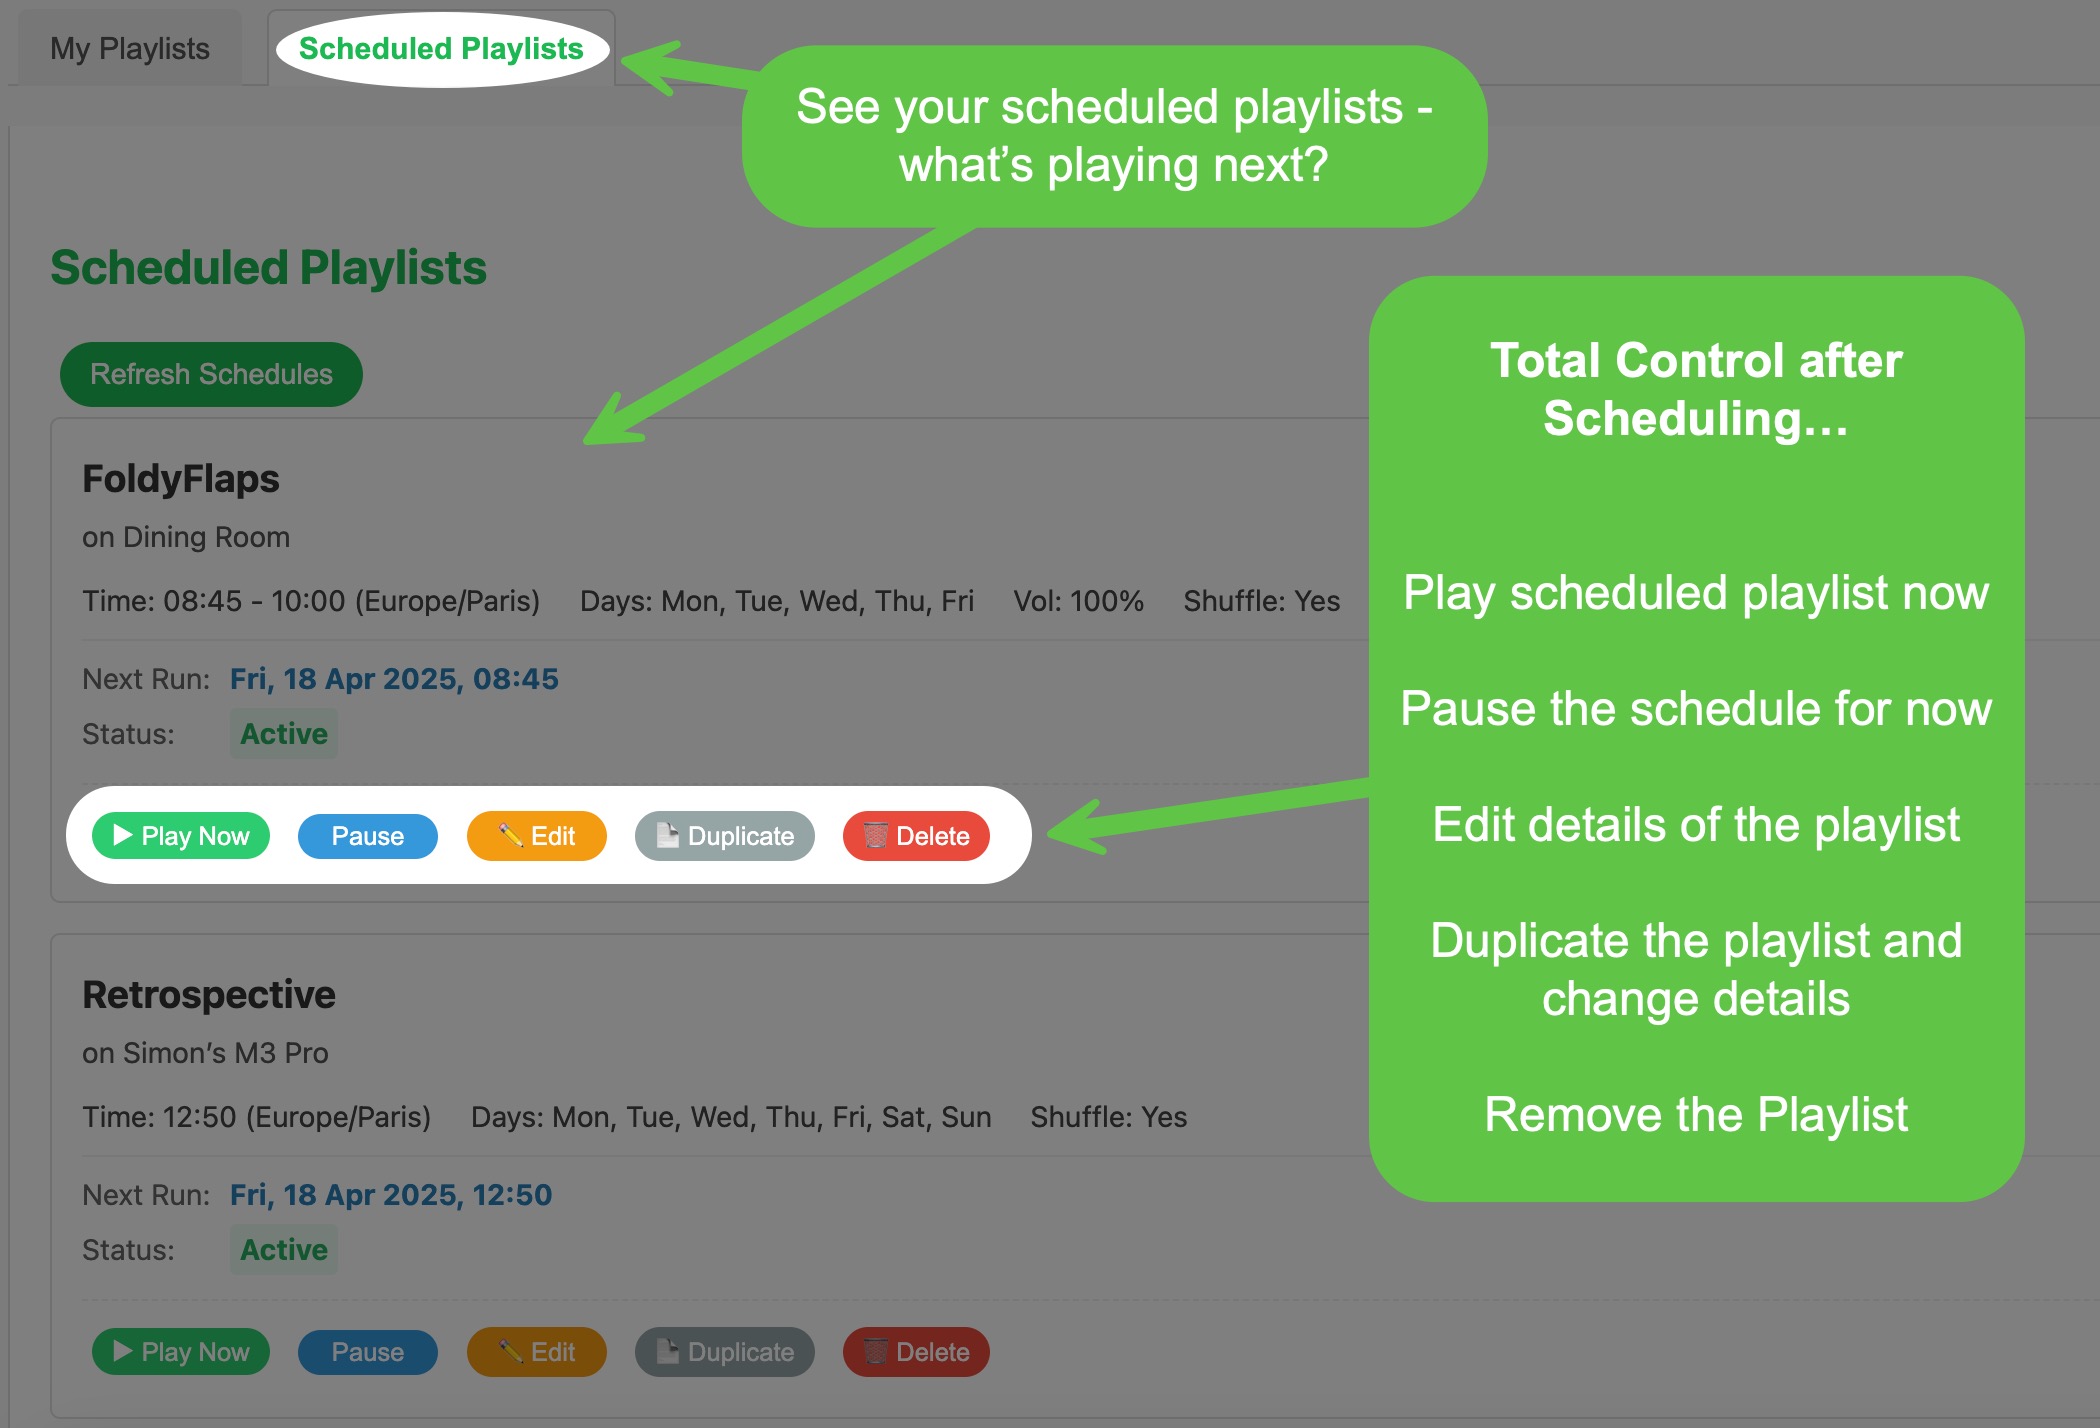 My Playlists
Scheduled Playlists
See your scheduled playlists -
what’s playing next?
Scheduled Playlists
Refresh Schedules
FoldyFlaps
on Dining Room
Time: 08:45 - 10:00 (Europe/Paris) Days: Mon, Tue, Wed, Thu, Fri Vol: 100% Shuffle: Yes
Next Run: Fri, 18 Apr 2025, 08:45
Status: Active
Play Now Pause Edit Duplicate Delete
Retrospective
on Simon’s M3 Pro
Time: 12:50 (Europe/Paris) Days: Mon, Tue, Wed, Thu, Fri, Sat, Sun Shuffle: Yes
Next Run: Fri, 18 Apr 2025, 12:50
Status: Active
Play Now Pause Edit Duplicate Delete
Total Control after
Scheduling...
Play scheduled playlist now
Pause the schedule for now
Edit details of the playlist
Duplicate the playlist and
change details
Remove the Playlist